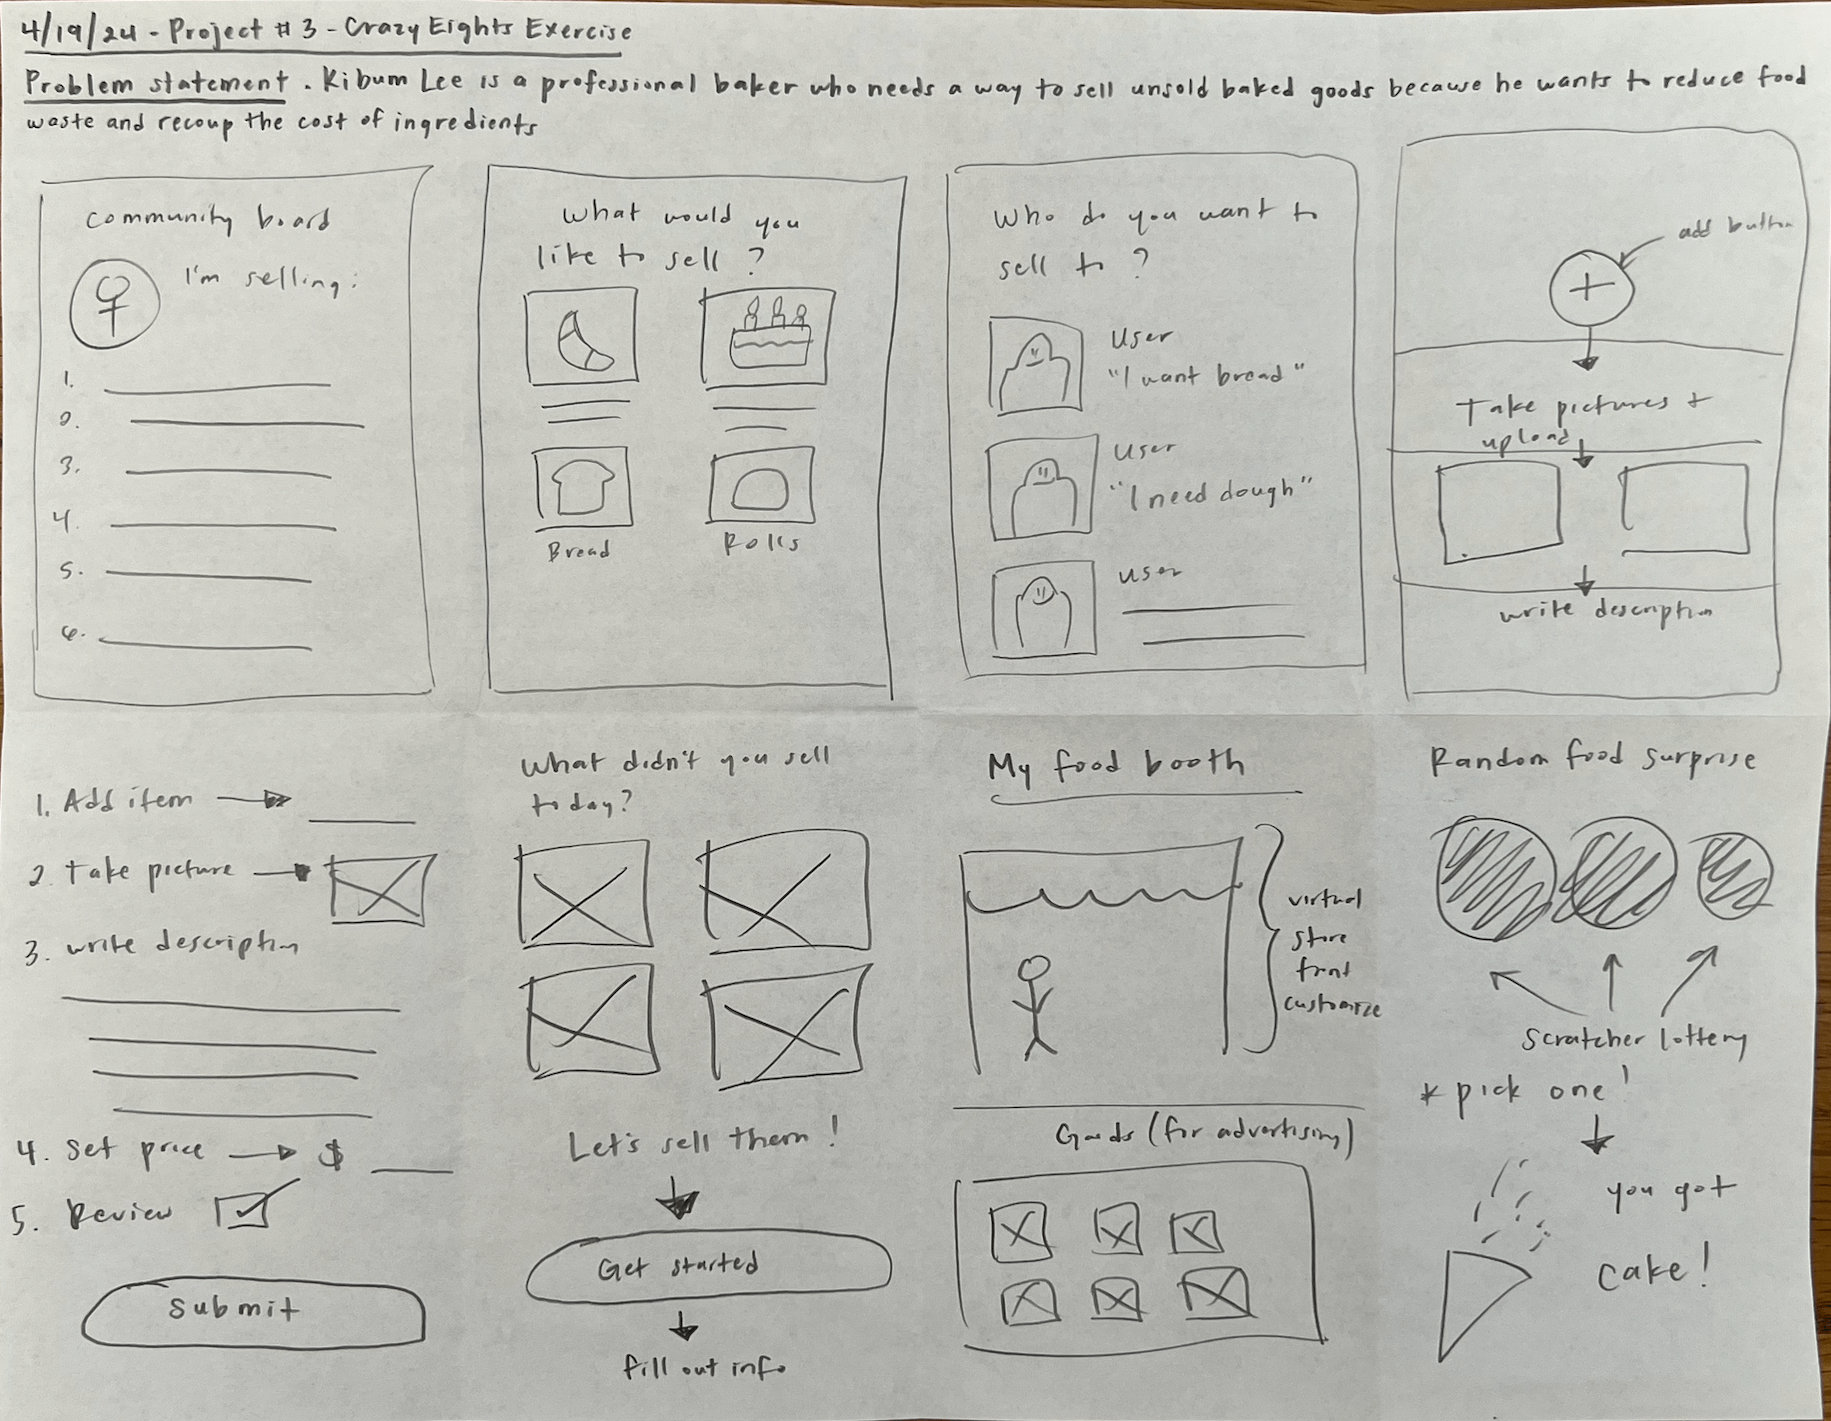 4/19/24 - Project #3 - Crazy Eights Exercise
Problem statement. Kibum Lee is a professional baker who needs a way to sell unsold baked goods because he wants to reduce food
waste and recoup the cost of ingredients
Community board
I'm selling:
1.
2.
3.
4.
5.
6.
What would you
like to sell?
Bread
Rolls
Who do you want to
sell to?
User
"I want bread"
User
"I need dough"
User
add button
+
Take pictures +
upload
write description
1. Add item
2. Take picture
3. write description
4. Set price → $
5. Review
Submit
What didn't you sell
today?
Let's sell them!
Get started
fill out info
My food booth
virtual
store
front
customize
Goods (for advertising)
Random food surprise
Scratcher lottery
* pick one!
you got
cake!